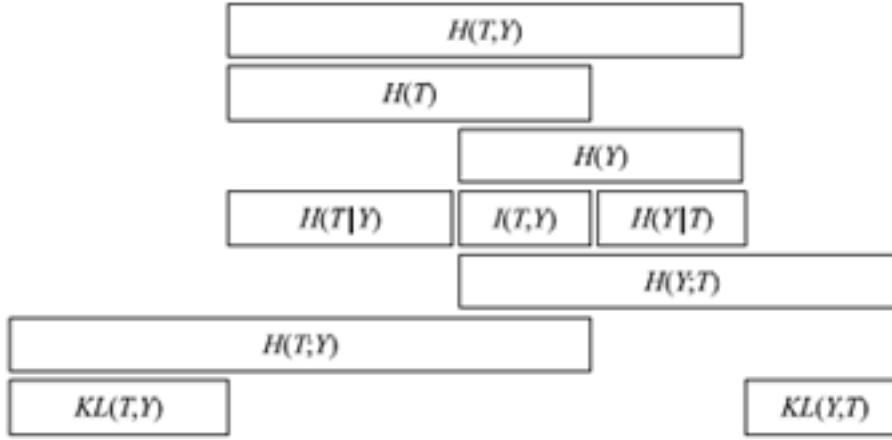 H(T,Y)
H(T)
H(Y)
H(T|Y) I(T,Y) H(Y|T)
H(Y;T)
H(T;Y)
KL(T,Y) KL(Y,T)